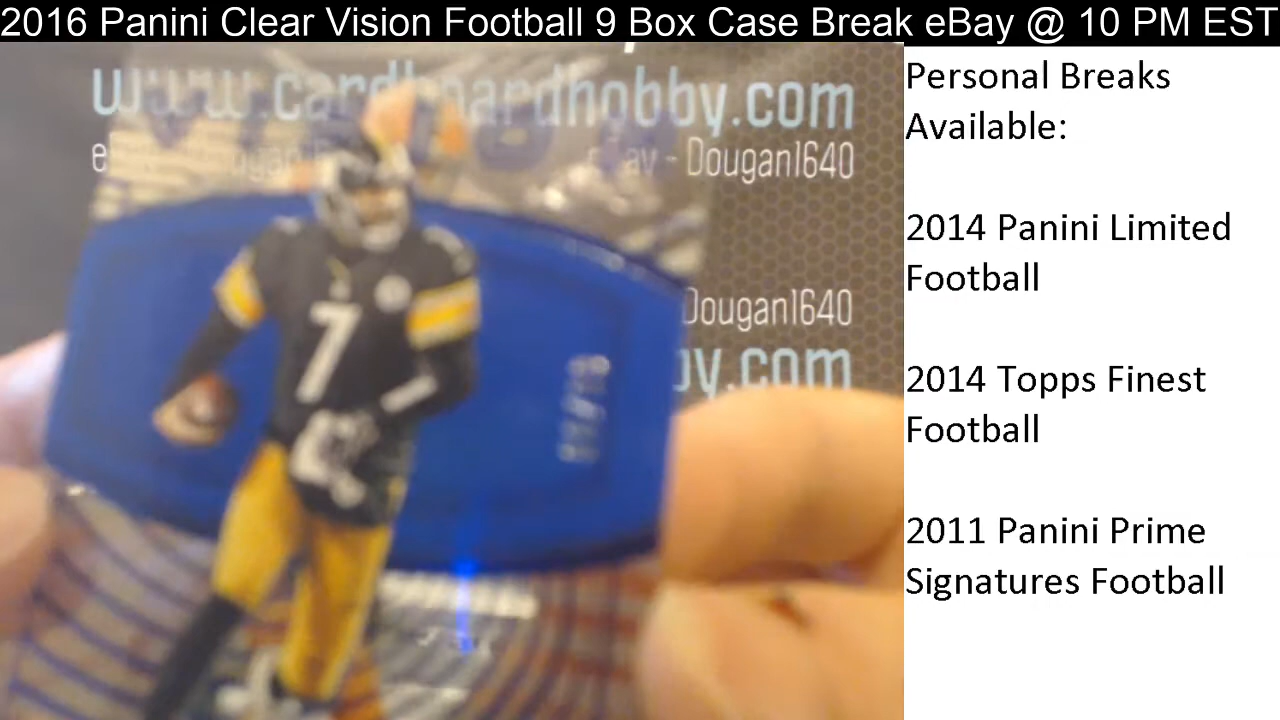 2016 Panini Clear Vision Football 9 Box Case Break eBay @ 10 PM EST
www.cardboardhobby.com
Dougan1640
Dougan1640
7
Personal Breaks
Available:
2014 Panini Limited
Football
2014 Topps Finest
Football
2011 Panini Prime
Signatures Football